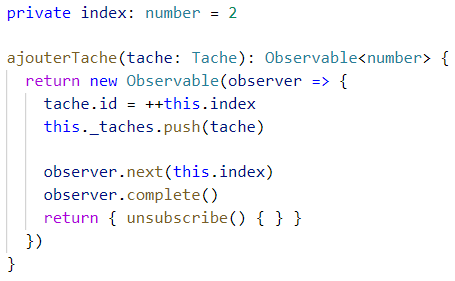 private index: number = 2
ajouterTache(tache: Tache): Observable<number> {
return new Observable(observer => {
tache.id = ++this.index
this._taches.push(tache)
observer.next(this.index)
observer.complete()
return { unsubscribe() { } }
})
}